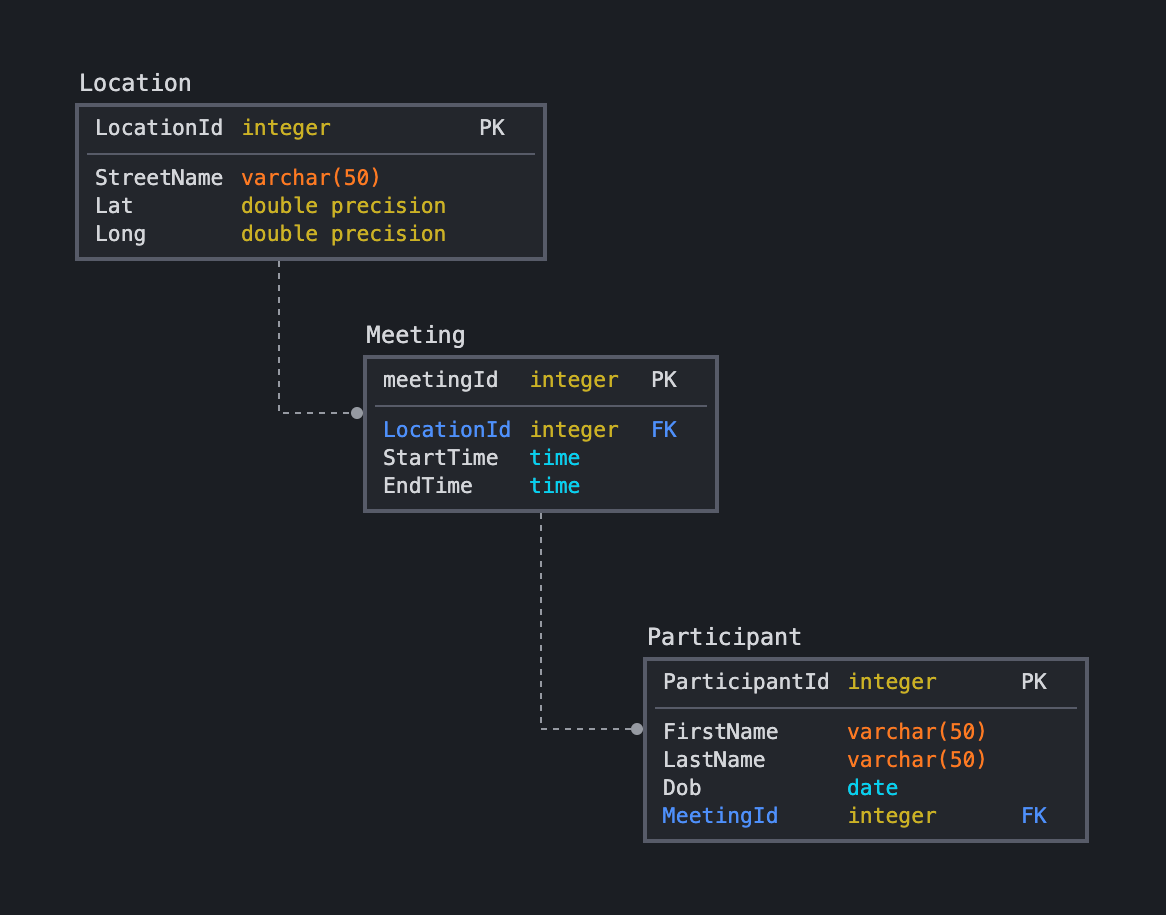 Location
LocationId integer PK
StreetName varchar(50)
Lat double precision
Long double precision
Meeting
meetingId integer PK
LocationId integer FK
StartTime time
EndTime time
Participant
ParticipantId integer PK
FirstName varchar(50)
LastName varchar(50)
Dob date
MeetingId integer FK